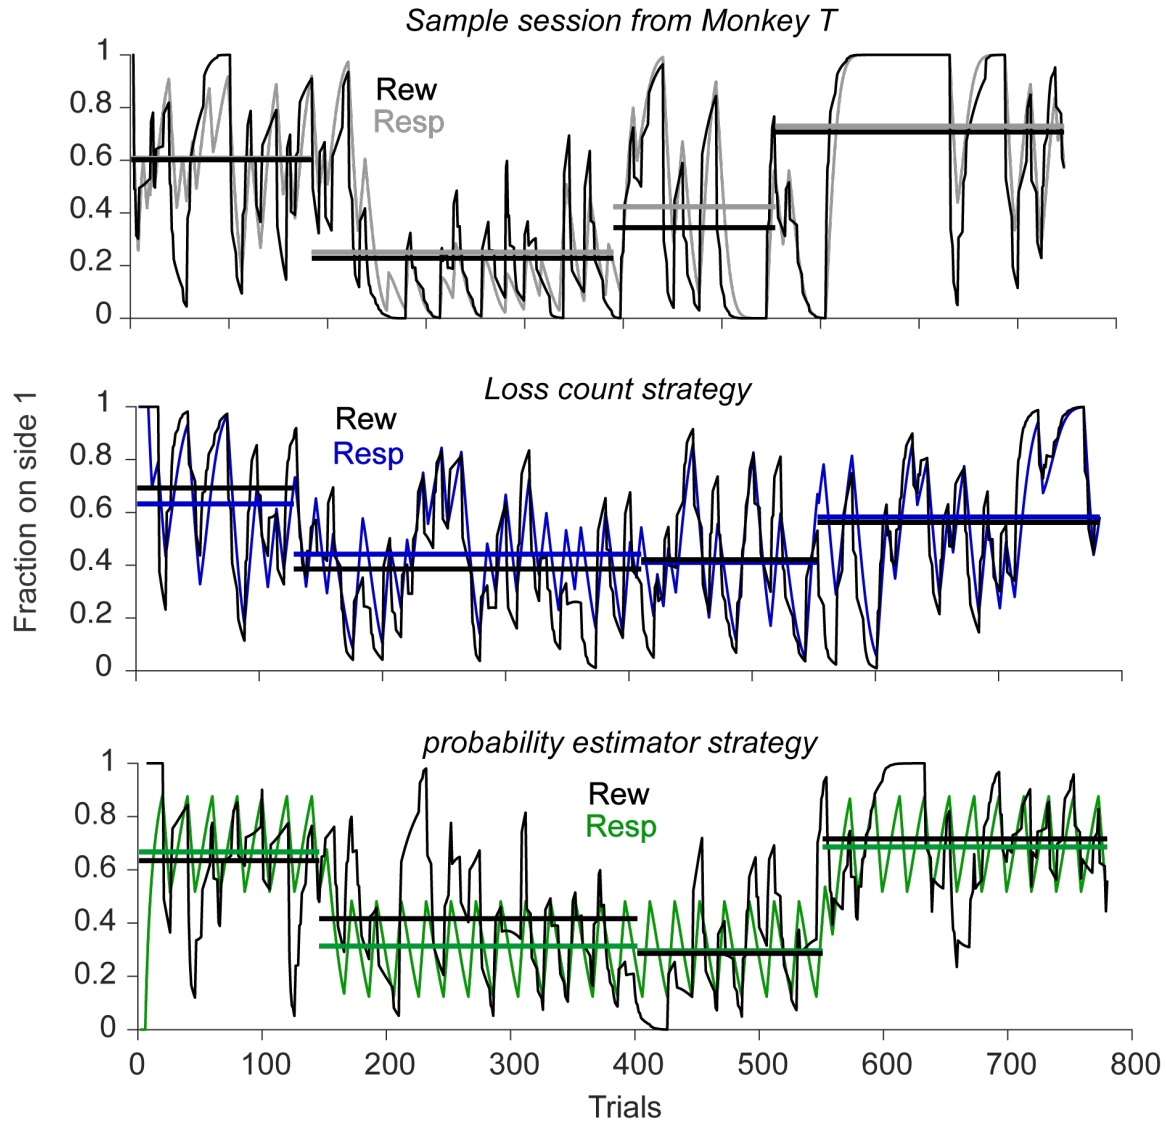 Sample session from Monkey T
1
0.8
0.6
0.4
0.2
0
Rew
Resp
Loss count strategy
1
0.8
0.6
0.4
0.2
0
Rew
Resp
Fraction on side 1
probability estimator strategy
1
0.8
0.6
0.4
0.2
0
Rew
Resp
0 100 200 300 400 500 600 700 800
Trials